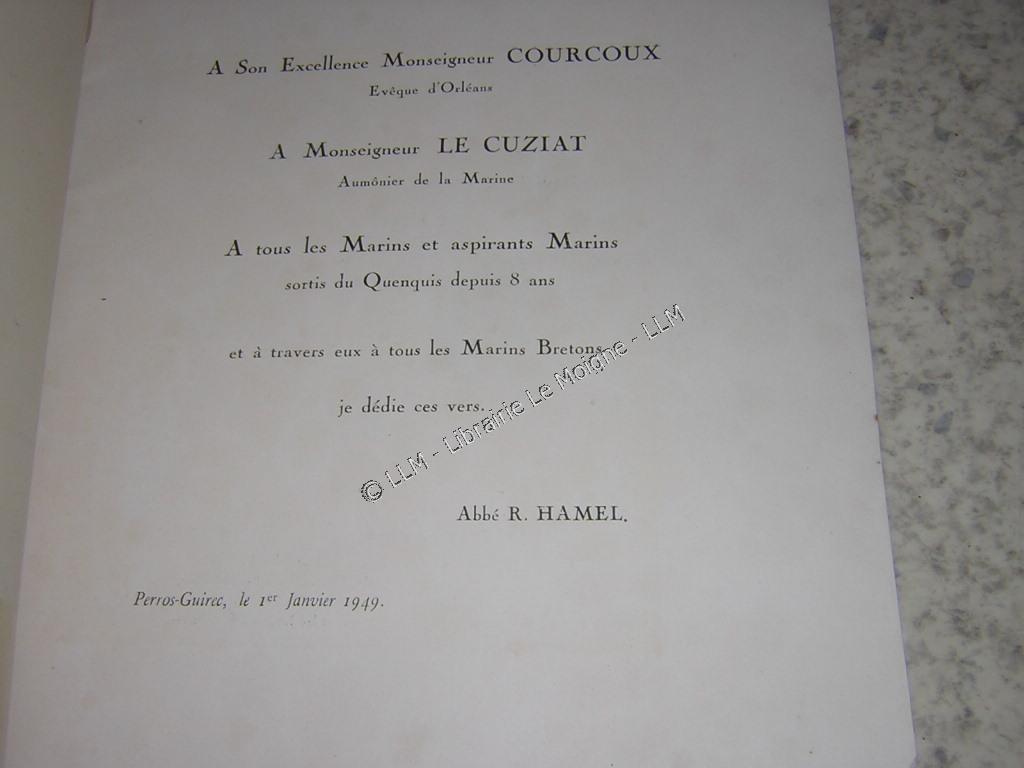 A Son Excellence Monseigneur COURCOUX
Evêque d'Orléans
A Monseigneur LE CUZIAT
Aumônier de la Marine
A tous les Marins et aspirants Marins
sortis du Quenquis depuis 8 ans
et à travers eux à tous les Marins Bretons
je dédie ces vers.
© LLM - Librairie Le Moigne - LLM
Abbé R. HAMEL.
Perros-Guirec, le 1er Janvier 1949.